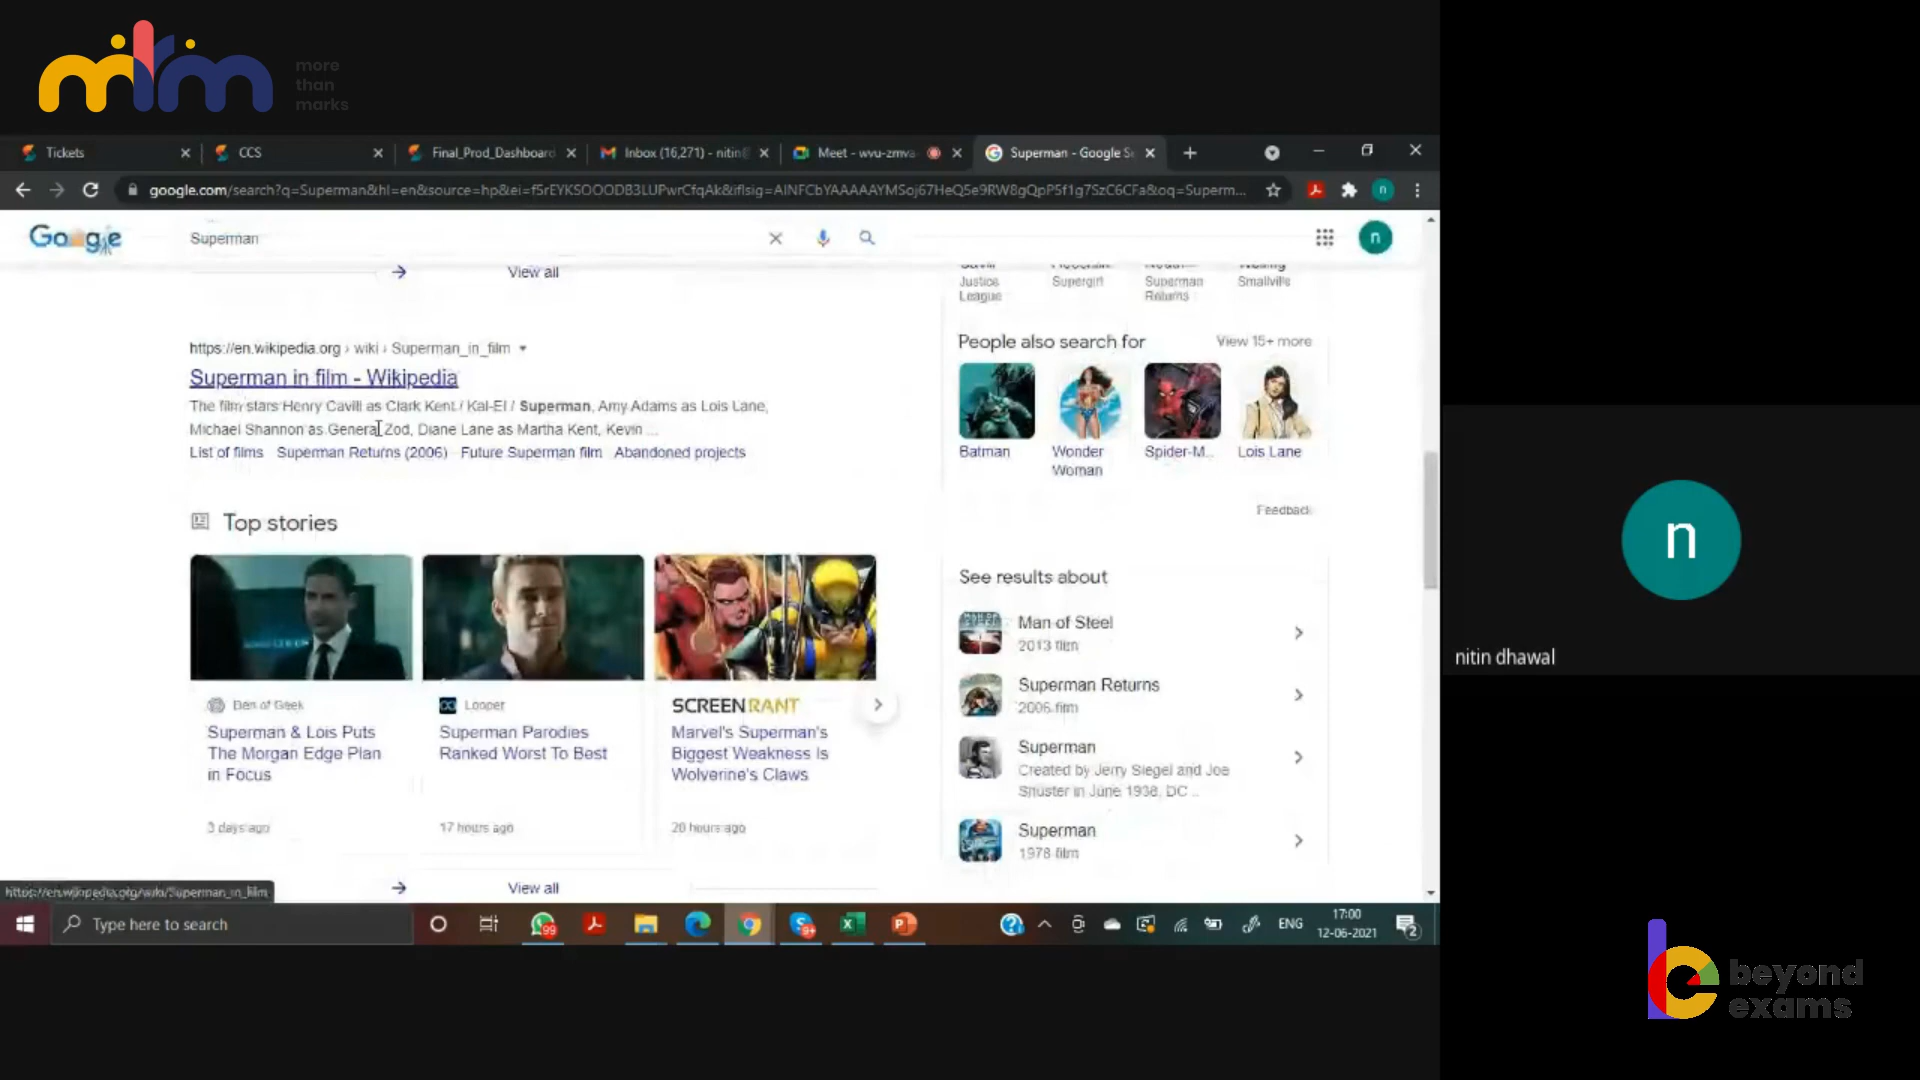 more
than
marks
Tickets
CCS
Final_Prod_Dashboard
Inbox (16,271) - nitin@
Meet - wvu-zmva
Superman - Google Se
google.com/search?q=Superman&hl=en&source=hp&ei=
Google
Superman
n
View all
Justice League
Supergirl
Superman Returns
Smallville
https://en.wikipedia.org › wiki › Superman_in_film
Superman in film - Wikipedia
The film stars Henry Cavill as Clark Kent / Kal-El / Superman, Amy Adams as Lois Lane,
Michael Shannon as General Zod, Diane Lane as Martha Kent, Kevin ...
List of films Superman Returns (2006) Future Superman film Abandoned projects
People also search for
View 15+ more
Batman
Wonder Woman
Spider-M...
Lois Lane
Feedback
Top stories
Den of Geek
Superman & Lois Puts
The Morgan Edge Plan
in Focus
3 days ago
Looper
Superman Parodies
Ranked Worst To Best
17 hours ago
SCREENRANT
Marvel's Superman's
Biggest Weakness Is
Wolverine's Claws
20 hours ago
View all
See results about
Man of Steel
2013 film
Superman Returns
2006 film
Superman
Created by Jerry Siegel and Joe
Shuster in June 1938, DC ...
Superman
1978 film
https://en.wikipedia.org/wiki/Superman_in_film
Type here to search
99
9+
ENG
17:00
12-06-2021
2
n
nitin dhawal
beyond
exams